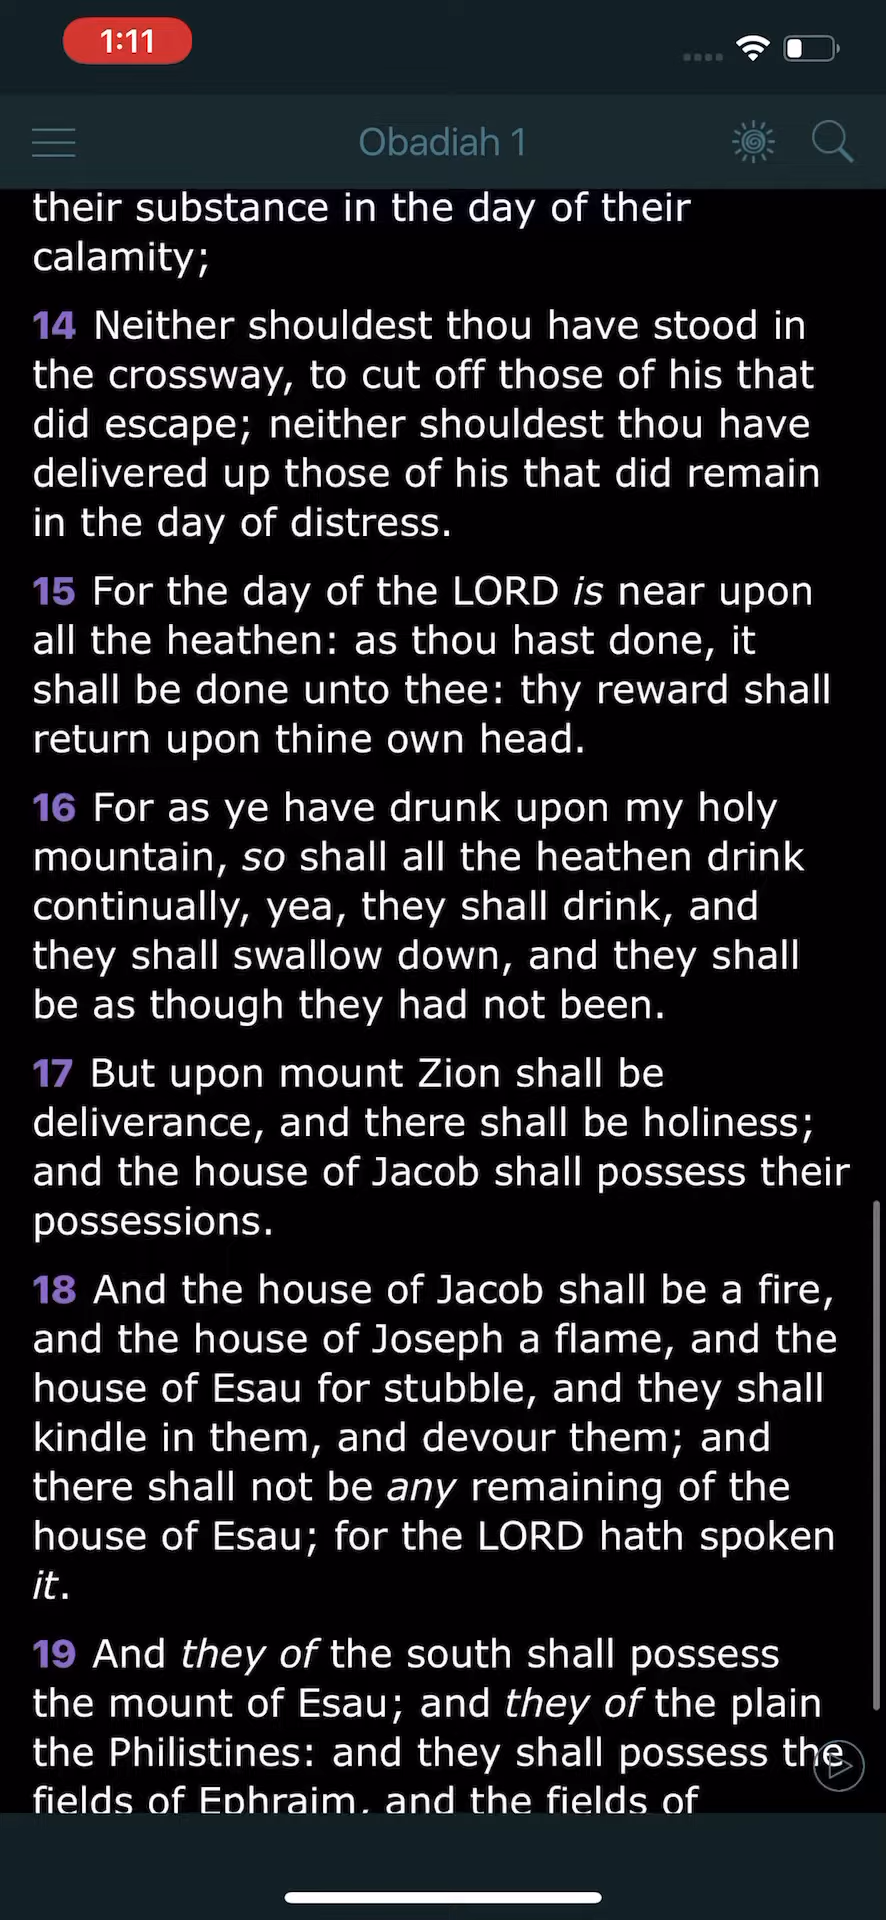 1:11
Obadiah 1
their substance in the day of their
calamity;
14 Neither shouldest thou have stood in
the crossway, to cut off those of his that
did escape; neither shouldest thou have
delivered up those of his that did remain
in the day of distress.
15 For the day of the LORD is near upon
all the heathen: as thou hast done, it
shall be done unto thee: thy reward shall
return upon thine own head.
16 For as ye have drunk upon my holy
mountain, so shall all the heathen drink
continually, yea, they shall drink, and
they shall swallow down, and they shall
be as though they had not been.
17 But upon mount Zion shall be
deliverance, and there shall be holiness;
and the house of Jacob shall possess their
possessions.
18 And the house of Jacob shall be a fire,
and the house of Joseph a flame, and the
house of Esau for stubble, and they shall
kindle in them, and devour them; and
there shall not be any remaining of the
house of Esau; for the LORD hath spoken
it.
19 And they of the south shall possess
the mount of Esau; and they of the plain
the Philistines: and they shall possess the
fields of Ephraim, and the fields of